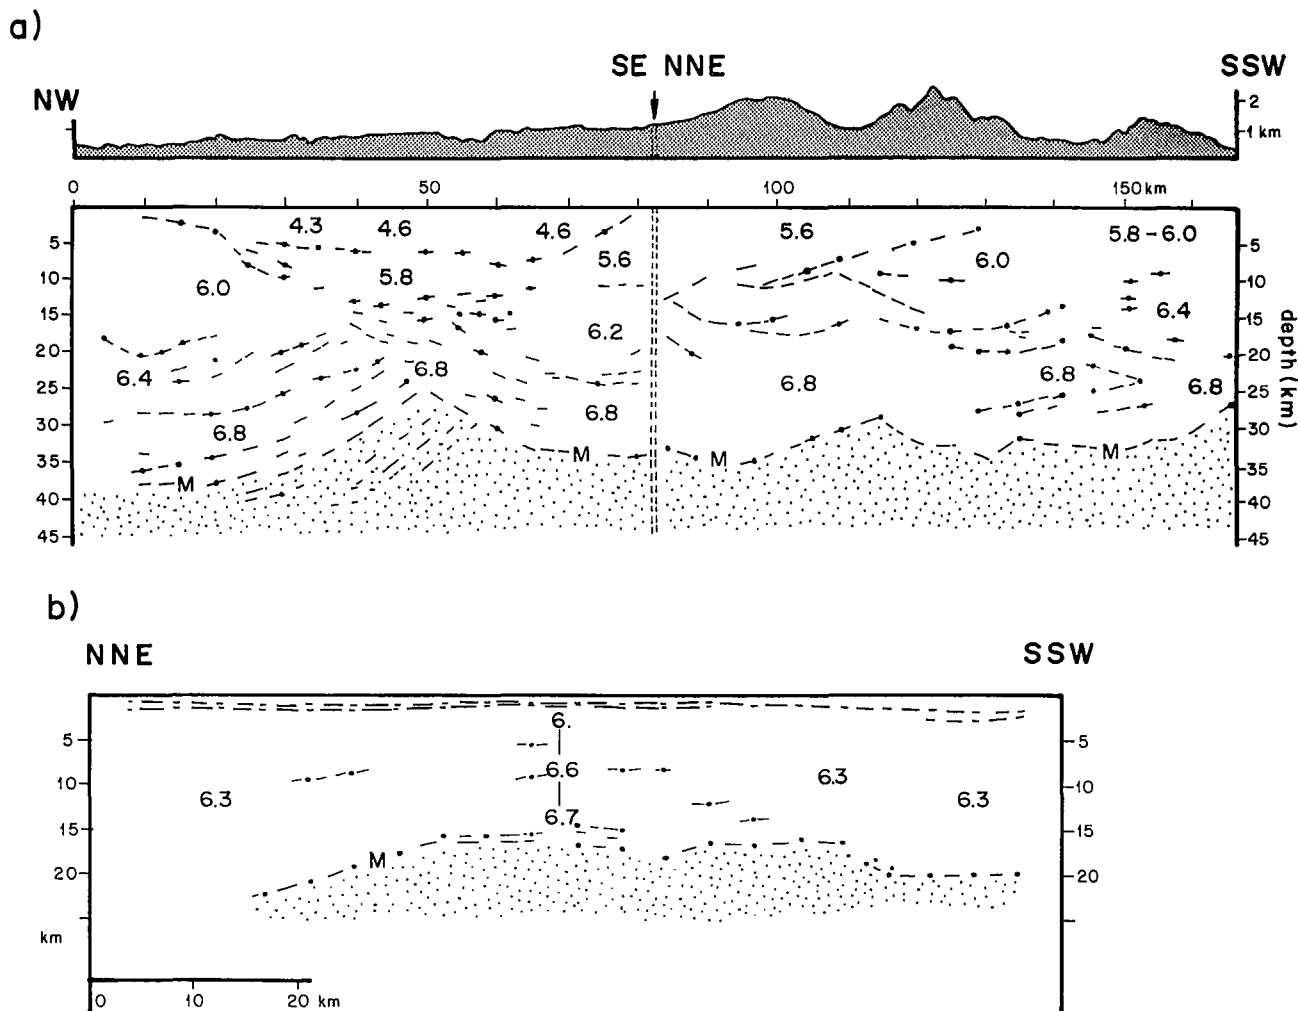 a)
SE NNE
NW
SSW
2
1 km
0 50 100 150 km
4.3 4.6 4.6 5.6 5.8-6.0
5 5.6 6.0 5
10 6.0 5.8 10
15 6.2 6.4 15
20 20
6.4 6.8 6.8 6.8 6.8
25 25
30 6.8 6.8 30
35 M M M M 35
40 40
45 45
depth (km)
b)
NNE
SSW
6.
5 5
6.3 6.6 6.3 6.3
10 10
6.7
15 15
M
20 20
km
0 10 20 km